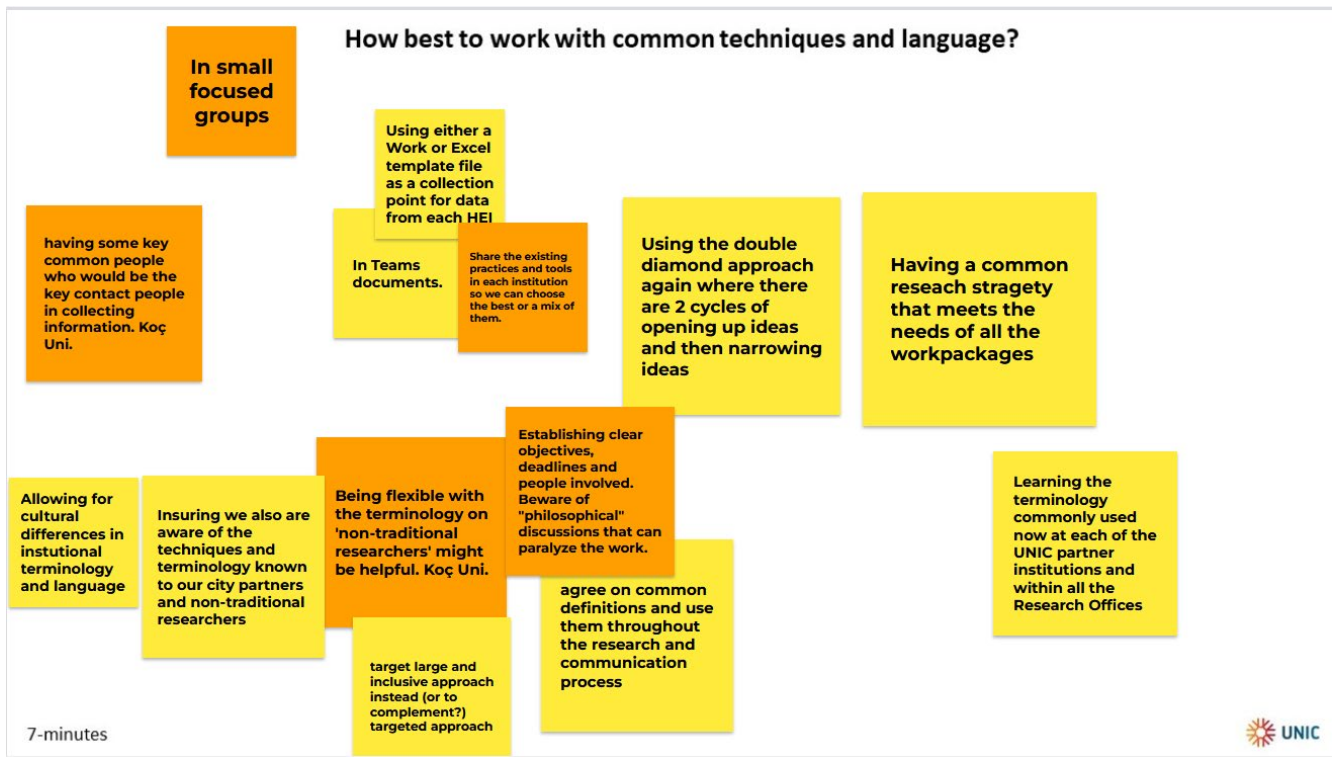 How best to work with common techniques and language?
In small
focused
groups
Using either a
Work or Excel
template file
as a collection
point for data
from each HEI
having some key
common people
who would be the
key contact people
in collecting
information. Koç
Uni.
In Teams
documents.
Share the existing
practices and tools
in each institution
so we can choose
the best or a mix of
them.
Using the double
diamond approach
again where there
are 2 cycles of
opening up ideas
and then narrowing
ideas
Having a common
reseach stragety
that meets the
needs of all the
workpackages
Allowing for
cultural
differences in
instutional
terminology
and language
Insuring we also are
aware of the
techniques and
terminology known
to our city partners
and non-traditional
researchers
Being flexible with
the terminology on
'non-traditional
researchers' might
be helpful. Koç Uni.
Establishing clear
objectives,
deadlines and
people involved.
Beware of
"philosophical"
discussions that can
paralyze the work.
agree on common
definitions and use
them throughout
the research and
communication
process
target large and
inclusive approach
instead (or to
complement?)
targeted approach
Learning the
terminology
commonly used
now at each of the
UNIC partner
institutions and
within all the
Research Offices
7-minutes
UNIC